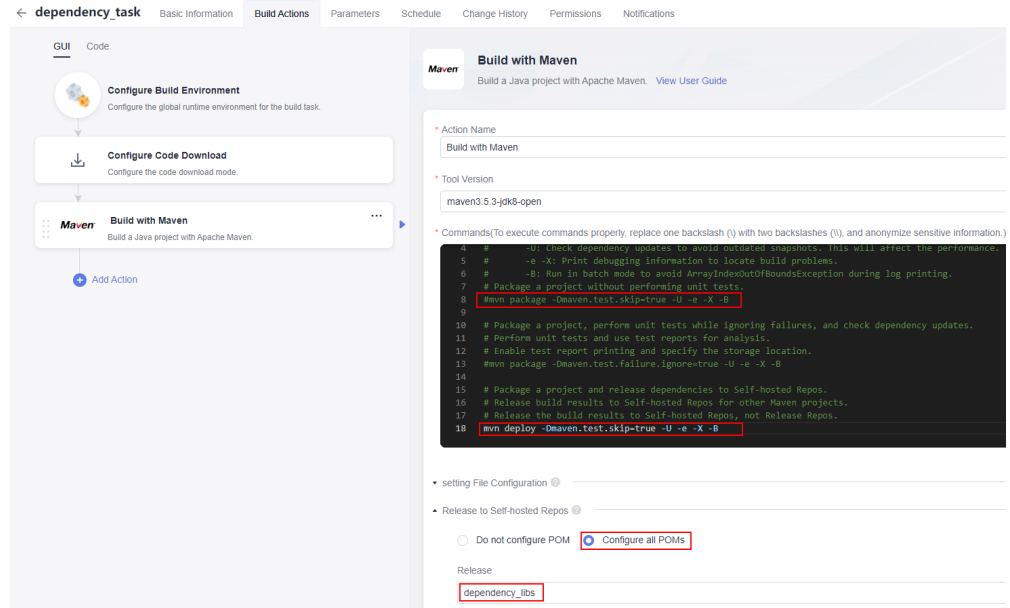 ← dependency_task Basic Information Build Actions Parameters Schedule Change History Permissions Notifications
GUI Code
Configure Build Environment
Configure the global runtime environment for the build task.
Configure Code Download
Configure the code download mode.
Maven
Build with Maven
Build a Java project with Apache Maven.
Add Action
Maven
Build with Maven
Build a Java project with Apache Maven. View User Guide
* Action Name
Build with Maven
* Tool Version
maven3.5.3-jdk8-open
* Commands(To execute commands properly, replace one backslash (\) with two backslashes (\\), and anonymize sensitive information.)
4 # -U: Check dependency updates to avoid outdated snapshots. This will affect the performance.
5 # -e -X: Print debugging information to locate build problems.
6 # -B: Run in batch mode to avoid ArrayIndexOutOfBoundsException during log printing.
7 # Package a project without performing unit tests.
8 #mvn package -Dmaven.test.skip=true -U -e -X -B
9
10 # Package a project, perform unit tests while ignoring failures, and check dependency updates.
11 # Perform unit tests and use test reports for analysis.
12 # Enable test report printing and specify the storage location.
13 #mvn package -Dmaven.test.failure.ignore=true -U -e -X -B
14
15 # Package a project and release dependencies to Self-hosted Repos.
16 # Release build results to Self-hosted Repos for other Maven projects.
17 # Release the build results to Self-hosted Repos, not Release Repos.
18 mvn deploy -Dmaven.test.skip=true -U -e -X -B
setting File Configuration
Release to Self-hosted Repos
Do not configure POM Configure all POMs
Release
dependency_libs